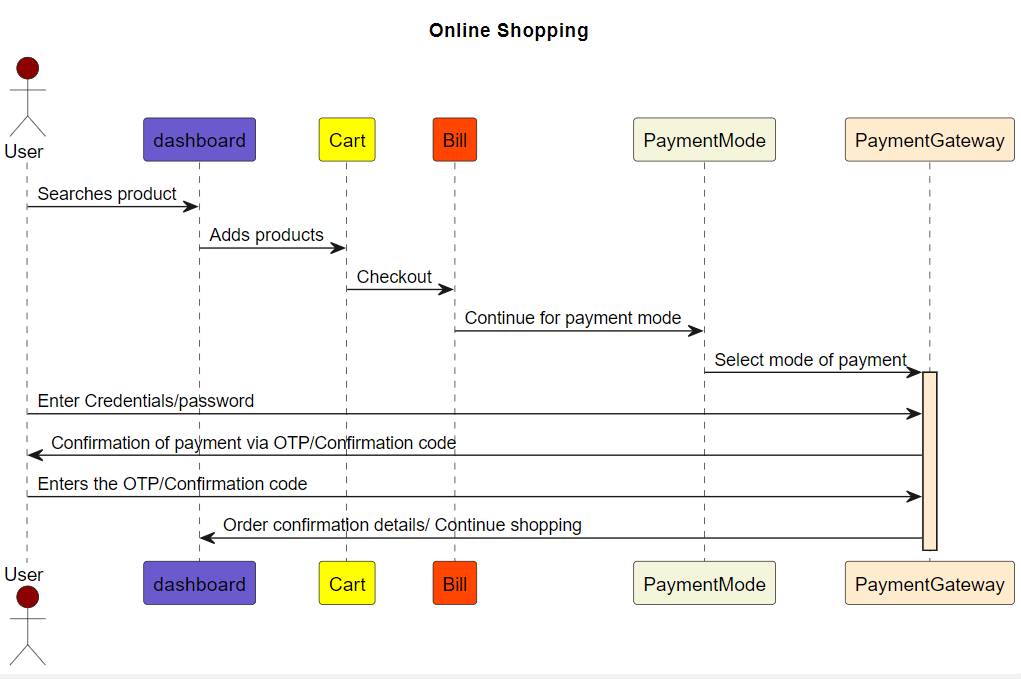 Online Shopping
User
dashboard
Cart
Bill
PaymentMode
PaymentGateway
Searches product
Adds products
Checkout
Continue for payment mode
Select mode of payment
Enter Credentials/password
Confirmation of payment via OTP/Confirmation code
Enters the OTP/Confirmation code
Order confirmation details/ Continue shopping
User
dashboard
Cart
Bill
PaymentMode
PaymentGateway